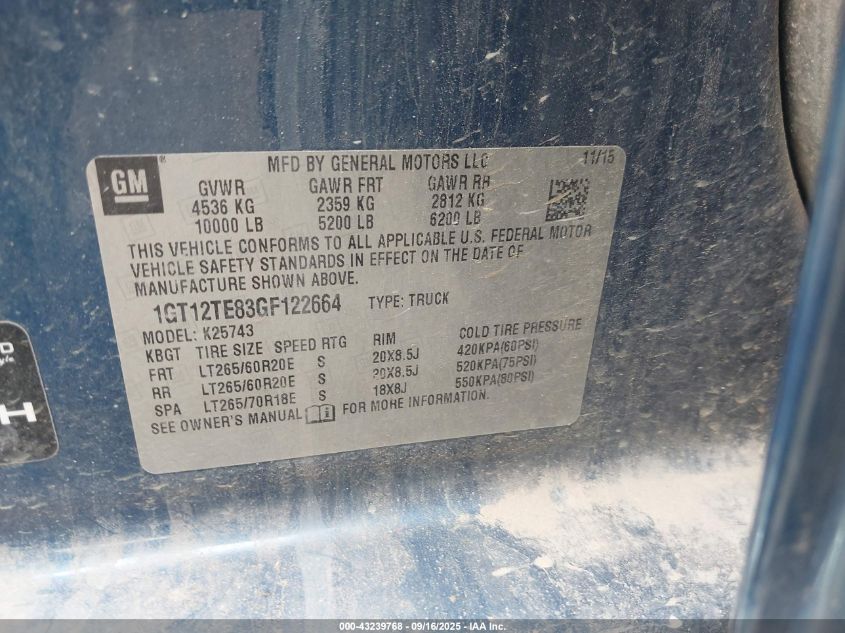 GM
MFD BY GENERAL MOTORS LLC
11/15
GVWR GAWR FRT GAWR RR
4536 KG 2359 KG 2812 KG
10000 LB 5200 LB 6200 LB
THIS VEHICLE CONFORMS TO ALL APPLICABLE U.S. FEDERAL MOTOR
VEHICLE SAFETY STANDARDS IN EFFECT ON THE DATE OF
MANUFACTURE SHOWN ABOVE.
1GT12TE83GF122664 TYPE: TRUCK
MODEL: K25743
KBGT TIRE SIZE SPEED RTG RIM COLD TIRE PRESSURE
FRT LT265/60R20E S 20X8.5J 420KPA(60PSI)
RR LT265/60R20E S 20X8.5J 520KPA(75PSI)
SPA LT265/70R18E S 18X8J 550KPA(80PSI)
SEE OWNER'S MANUAL FOR MORE INFORMATION.
H
000-43239768 - 09/16/2025 - IAA Inc.